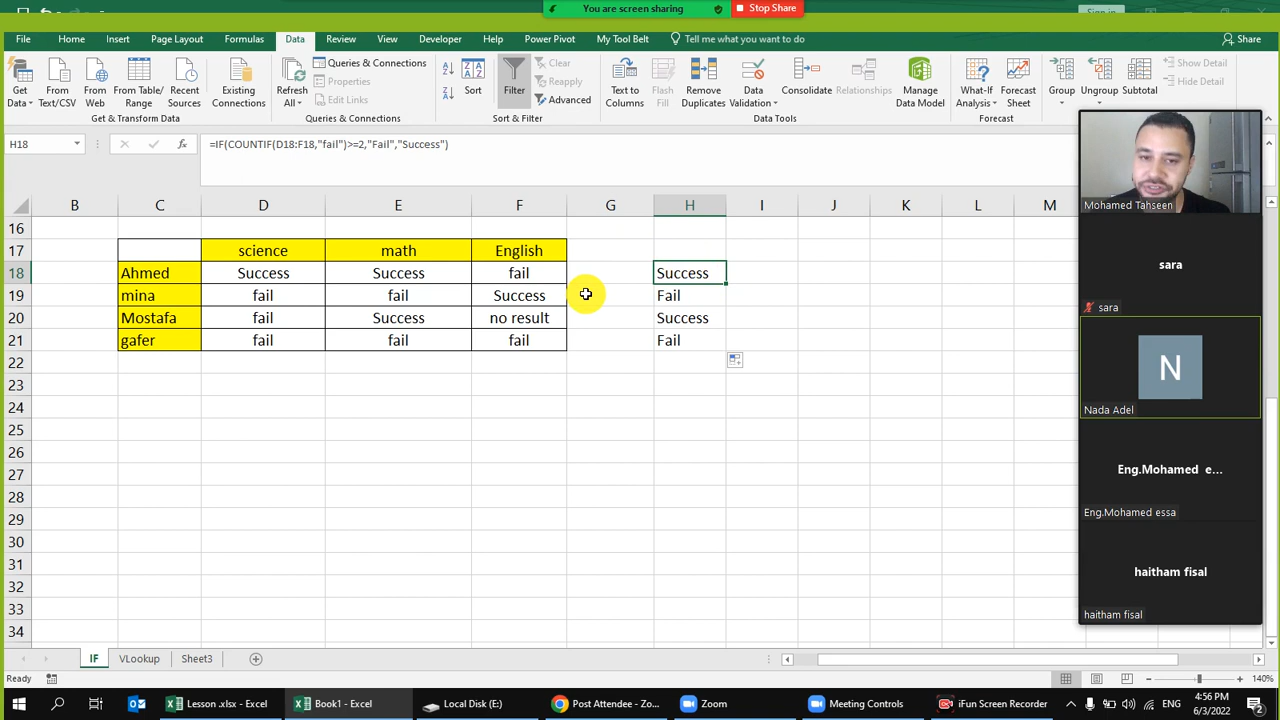 You are screen sharing
Stop Share
Sign in
File Home Insert Page Layout Formulas Data Review View Developer Help Power Pivot My Tool Belt Tell me what you want to do Share
Get Data
From Text/CSV
From Web
From Table/ Range
Recent Sources
Existing Connections
Refresh All
Queries & Connections
Properties
Edit Links
Sort
Filter
Clear
Reapply
Advanced
Text to Columns
Flash Fill
Remove Duplicates
Data Validation
Consolidate
Relationships
Manage Data Model
What-If Analysis
Forecast Sheet
Group
Ungroup
Subtotal
Show Detail
Hide Detail
Get & Transform Data Queries & Connections Sort & Filter Data Tools Forecast
H18 fx =IF(COUNTIF(D18:F18,"fail")>=2,"Fail","Success")
B C D E F G H I J K L M
16
17 science math English
18 Ahmed Success Success fail Success
19 mina fail fail Success Fail
20 Mostafa fail Success no result Success
21 gafer fail fail fail Fail
22
23
24
25
26
27
28
29
30
31
32
33
34
Mohamed Tahseen
sara
sara
N
Nada Adel
Eng.Mohamed e...
Eng.Mohamed essa
haitham fisal
haitham fisal
IF VLookup Sheet3
Ready 140%
Lesson .xlsx - Excel Book1 - Excel Local Disk (E:) Post Attendee - Zo... Zoom Meeting Controls iFun Screen Recorder ENG 4:56 PM
6/3/2022
2